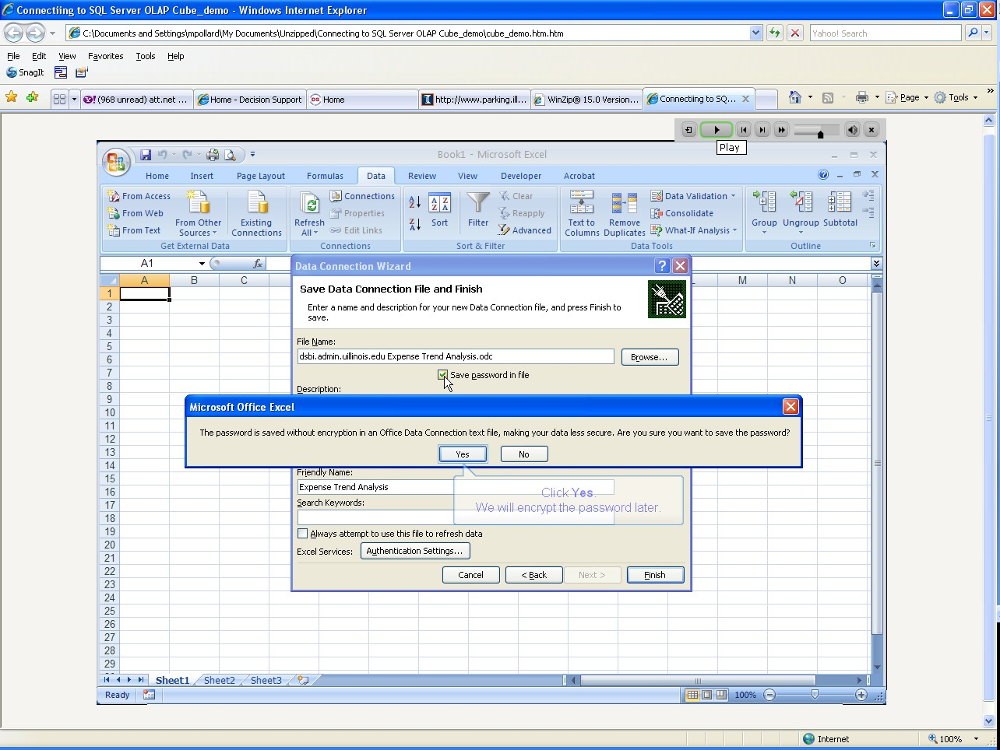 Connectiing to SQL Server OLAP Cube_demo - Windows Internet Explorer
C:\Documents and Settings\mpollard\My Documents\Unzipped\Connecting to SQL Server OLAP Cube_demo\cube_demo.htm.htm
Yahoo! Search
File Edit View Favorites Tools Help
SnagIt
(968 unread) att.net ...
Home - Decision Support
Home
http://www.parking.ill...
WinZip® 15.0 Version...
Connectiing to SQ...
Page
Tools
Play
Book1 - Microsoft Excel
Home Insert Page Layout Formulas Data Review View Developer Acrobat
From Access
From Web
From Text
From Other Sources
Existing Connections
Get External Data
Refresh All
Connections
Properties
Edit Links
Connections
Sort
Filter
Clear
Reapply
Advanced
Sort & Filter
Text to Columns
Remove Duplicates
Data Validation
Consolidate
What-If Analysis
Data Tools
Group
Ungroup
Subtotal
Outline
A1
fx
A B C M N O
1
2
3
4
5
6
7
8
9
10
11
12
13
14
15
16
17
18
19
20
21
22
23
24
25
26
27
28
29
Data Connection Wizard
Save Data Connection File and Finish
Enter a name and description for your new Data Connection file, and press Finish to
save.
File Name:
dsbi.admin.uillinois.edu Expense Trend Analysis.odc
Browse...
Save password in file
Description:
Microsoft Office Excel
The password is saved without encryption in an Office Data Connection text file, making your data less secure. Are you sure you want to save the password?
Yes No
Friendly Name:
Expense Trend Analysis
Click Yes.
We will encrypt the password later.
Search Keywords:
Always attempt to use this file to refresh data
Excel Services: Authentication Settings...
Cancel < Back Next > Finish
Sheet1 Sheet2 Sheet3
Ready
100%
Internet
100%